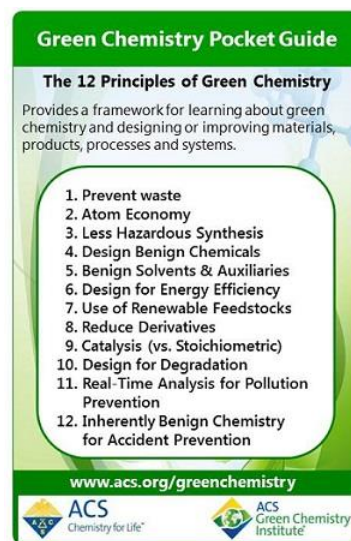 Green Chemistry Pocket Guide
The 12 Principles of Green Chemistry
Provides a framework for learning about green
chemistry and designing or improving materials,
products, processes and systems.
1. Prevent waste
2. Atom Economy
3. Less Hazardous Synthesis
4. Design Benign Chemicals
5. Benign Solvents & Auxiliaries
6. Design for Energy Efficiency
7. Use of Renewable Feedstocks
8. Reduce Derivatives
9. Catalysis (vs. Stoichiometric)
10. Design for Degradation
11. Real-Time Analysis for Pollution
Prevention
12. Inherently Benign Chemistry
for Accident Prevention
www.acs.org/greenchemistry
ACS
Chemistry for Life™
ACS
Green Chemistry
Institute®